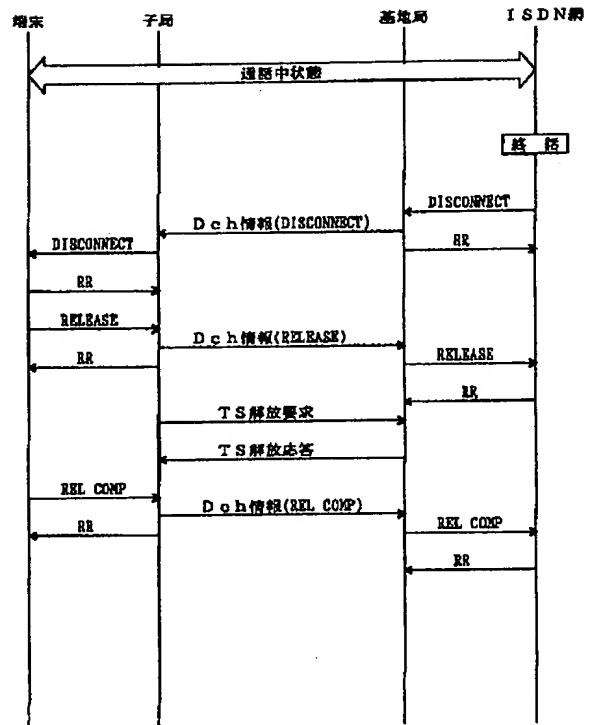 端末 子局 基地局 ISDN網
通話中状態
終話
DISCONNECT
Dch情報(DISCONNECT)
DISCONNECT RR
RR
RELEASE
Dch情報(RELEASE)
RR RELEASE
RR
TS解放要求
TS解放応答
REL COMP
Dch情報(REL COMP)
RR REL COMP
RR